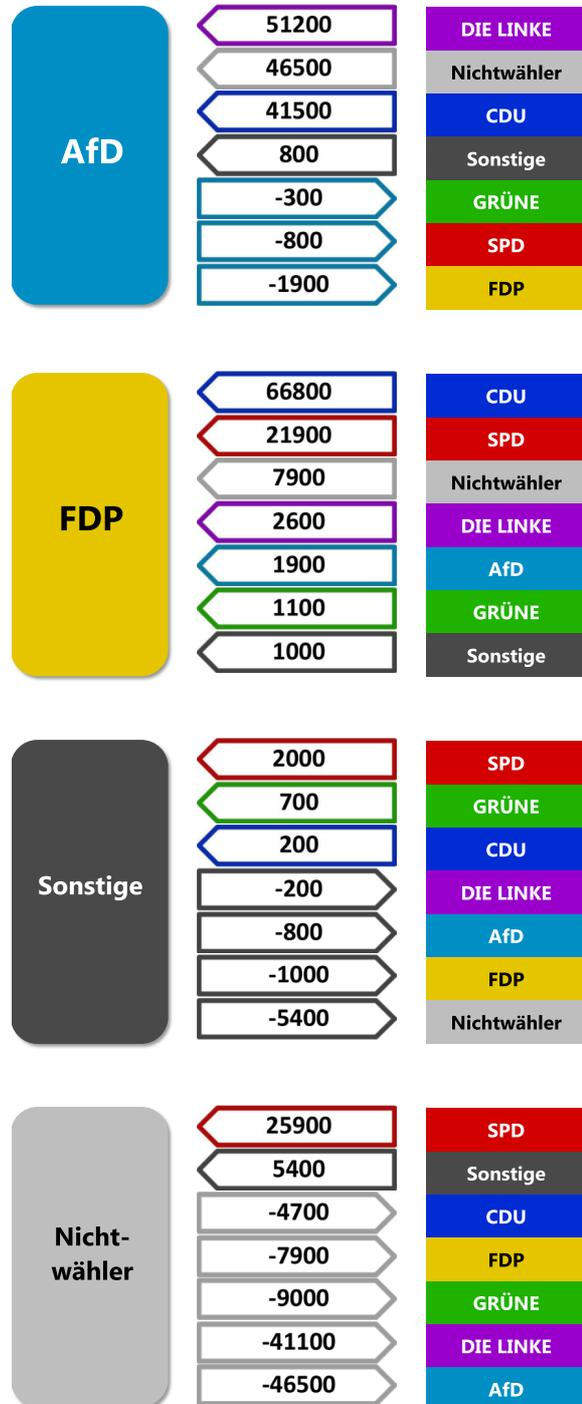 AfD
51200 DIE LINKE
46500 Nichtwähler
41500 CDU
800 Sonstige
-300 GRÜNE
-800 SPD
-1900 FDP
FDP
66800 CDU
21900 SPD
7900 Nichtwähler
2600 DIE LINKE
1900 AfD
1100 GRÜNE
1000 Sonstige
Sonstige
2000 SPD
700 GRÜNE
200 CDU
-200 DIE LINKE
-800 AfD
-1000 FDP
-5400 Nichtwähler
Nicht-
wähler
25900 SPD
5400 Sonstige
-4700 CDU
-7900 FDP
-9000 GRÜNE
-41100 DIE LINKE
-46500 AfD